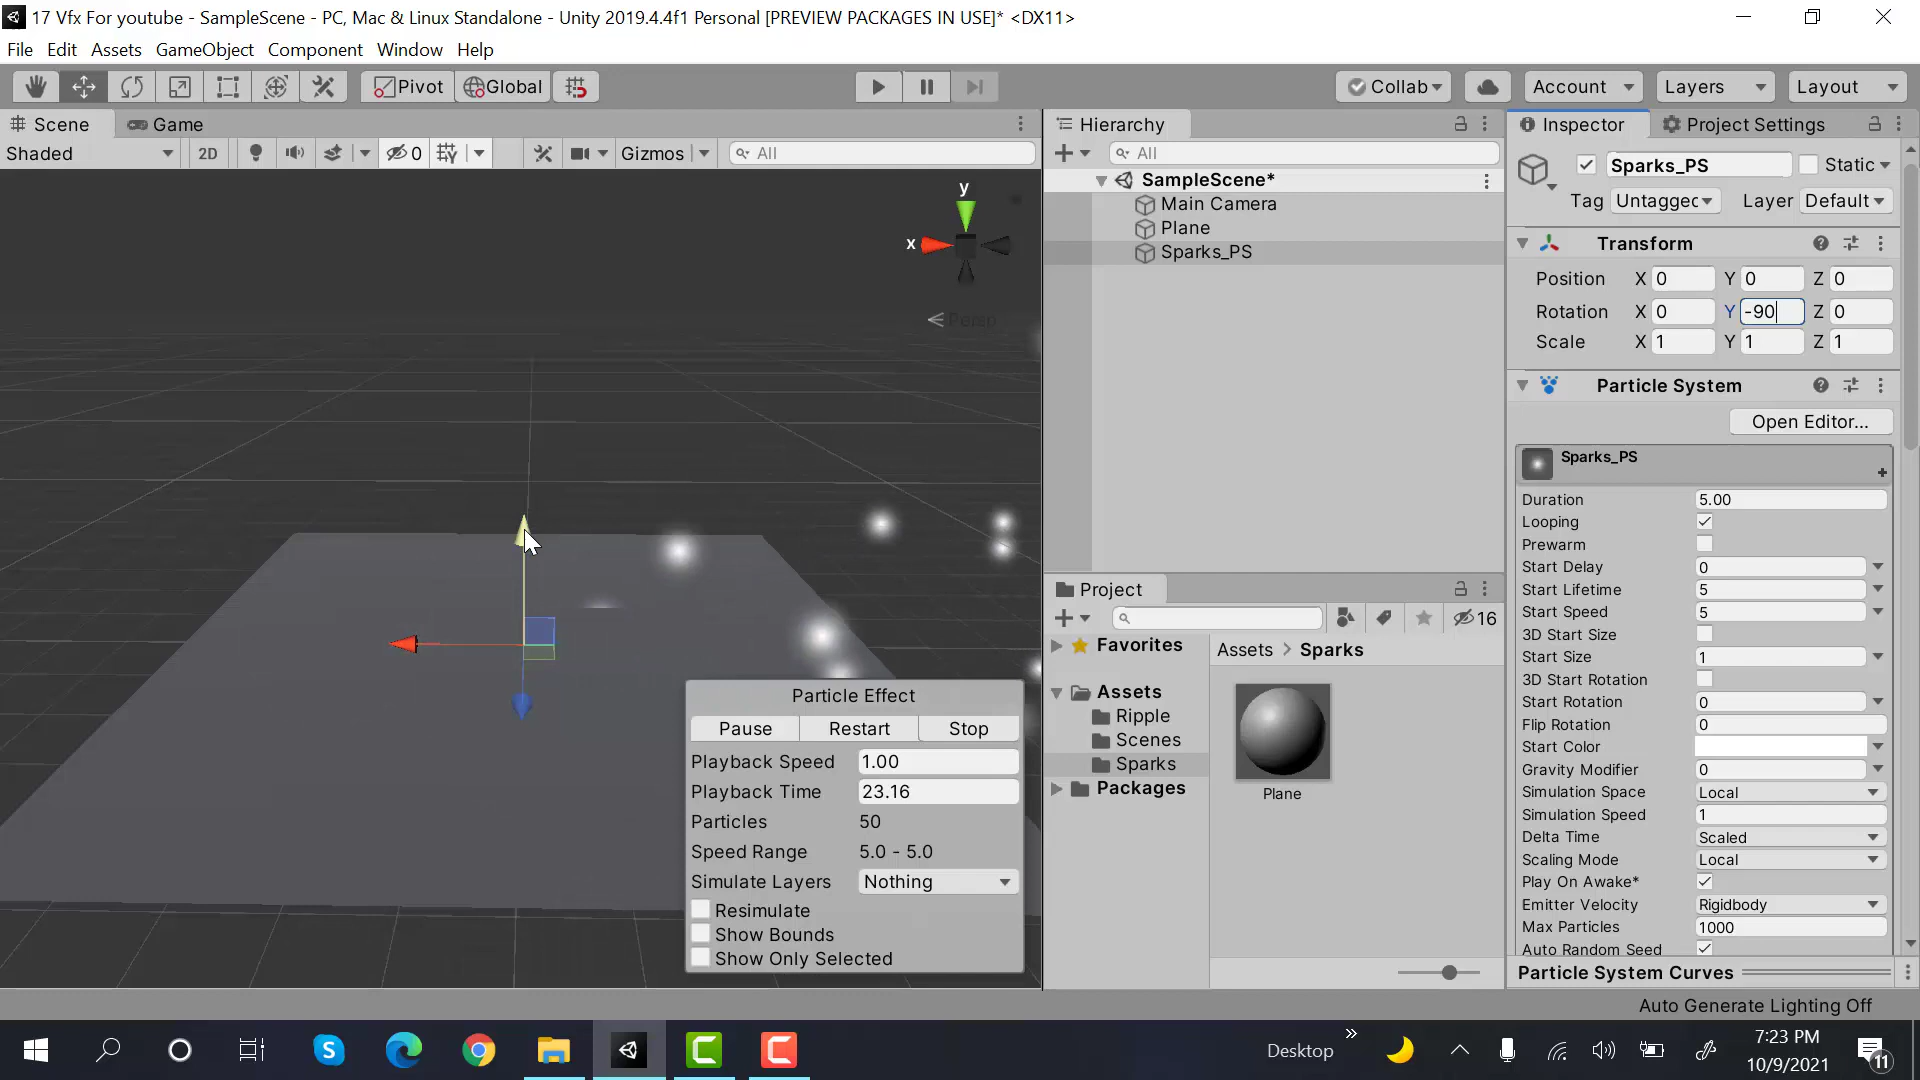 17 Vfx For youtube - SampleScene - PC, Mac & Linux Standalone - Unity 2019.4.4f1 Personal [PREVIEW PACKAGES IN USE]* <DX11>
File Edit Assets GameObject Component Window Help
Pivot Global Collab Account Layers Layout
Scene Game
Shaded 2D 0 Gizmos All
y
x
Persp
Hierarchy
All
SampleScene*
Main Camera
Plane
Sparks_PS
Particle Effect
Pause Restart Stop
Playback Speed 1.00
Playback Time 23.16
Particles 50
Speed Range 5.0 - 5.0
Simulate Layers Nothing
Resimulate
Show Bounds
Show Only Selected
Project
16
Favorites
Assets
Ripple
Scenes
Sparks
Packages
Assets > Sparks
Plane
Inspector Project Settings
Sparks_PS Static
Tag Untagged Layer Default
Transform
Position X 0 Y 0 Z 0
Rotation X 0 Y -90 Z 0
Scale X 1 Y 1 Z 1
Particle System
Open Editor...
Sparks_PS
Duration 5.00
Looping
Prewarm
Start Delay 0
Start Lifetime 5
Start Speed 5
3D Start Size
Start Size 1
3D Start Rotation
Start Rotation 0
Flip Rotation 0
Start Color
Gravity Modifier 0
Simulation Space Local
Simulation Speed 1
Delta Time Scaled
Scaling Mode Local
Play On Awake*
Emitter Velocity Rigidbody
Max Particles 1000
Auto Random Seed
Particle System Curves
Auto Generate Lighting Off
Desktop
7:23 PM
10/9/2021
11